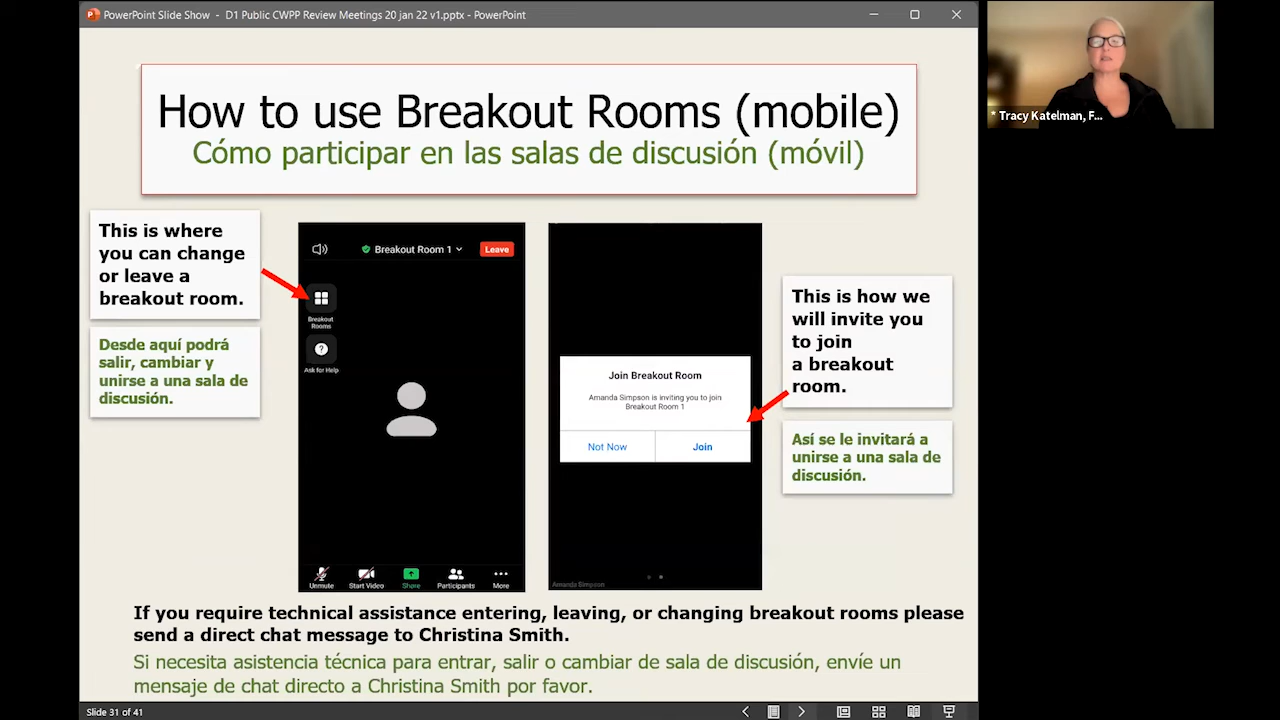 PowerPoint Slide Show - D1 Public CWPP Review Meetings 20 jan 22 v1.pptx - PowerPoint
* Tracy Katelman, F...
How to use Breakout Rooms (mobile)
Cómo participar en las salas de discusión (móvil)
This is where
you can change
or leave a
breakout room.
Desde aquí podrá
salir, cambiar y
unirse a una sala de
discusión.
Breakout Room 1
Leave
Breakout
Rooms
Ask for Help
Unmute
Start Video
Share
Participants
More
Join Breakout Room
Amanda Simpson is inviting you to join
Breakout Room 1
Not Now
Join
Amanda Simpson
This is how we
will invite you
to join
a breakout
room.
Así se le invitará a
unirse a una sala de
discusión.
If you require technical assistance entering, leaving, or changing breakout rooms please
send a direct chat message to Christina Smith.
Si necesita asistencia técnica para entrar, salir o cambiar de sala de discusión, envíe un
mensaje de chat directo a Christina Smith por favor.
Slide 31 of 41